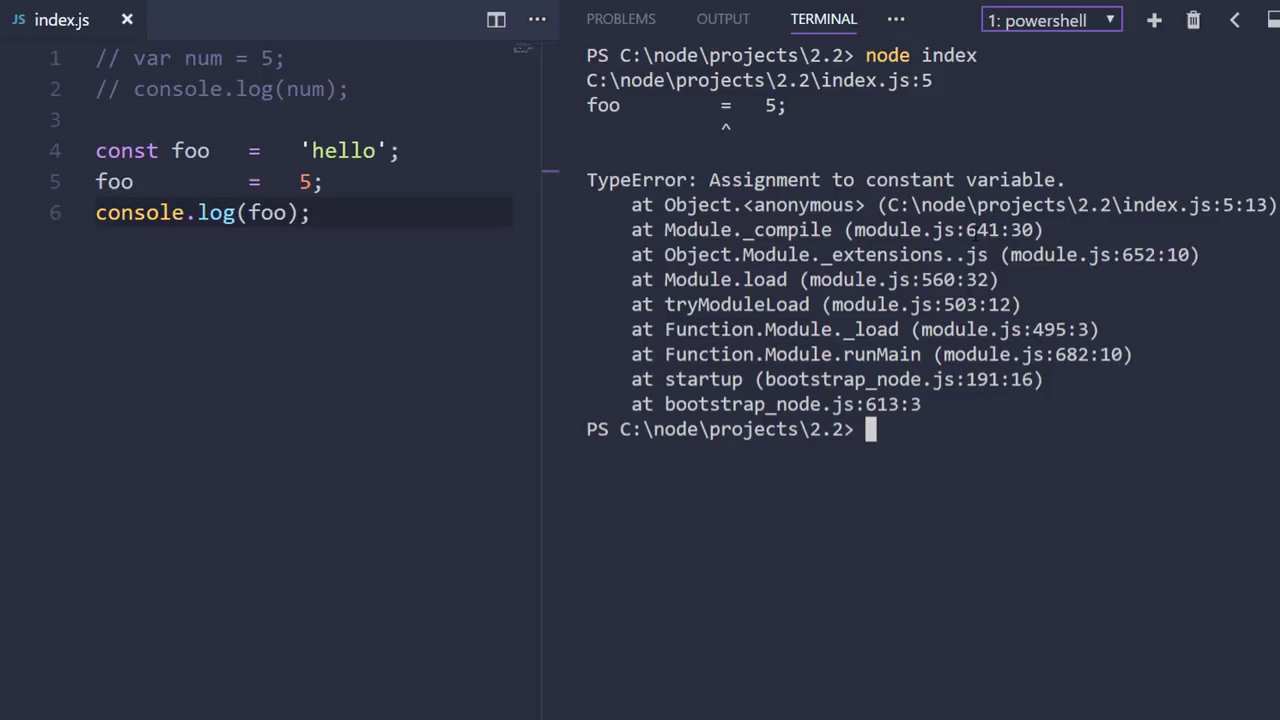 JS index.js ×
PROBLEMS OUTPUT TERMINAL ··· 1: powershell
1 // var num = 5;
2 // console.log(num);
3
4 const foo   =   'hello';
5 foo         =   5;
6 console.log(foo);
PS C:\node\projects\2.2> node index
C:\node\projects\2.2\index.js:5
foo         =   5;
            ^
TypeError: Assignment to constant variable.
    at Object.<anonymous> (C:\node\projects\2.2\index.js:5:13)
    at Module._compile (module.js:641:30)
    at Object.Module._extensions..js (module.js:652:10)
    at Module.load (module.js:560:32)
    at tryModuleLoad (module.js:503:12)
    at Function.Module._load (module.js:495:3)
    at Function.Module.runMain (module.js:682:10)
    at startup (bootstrap_node.js:191:16)
    at bootstrap_node.js:613:3
PS C:\node\projects\2.2>